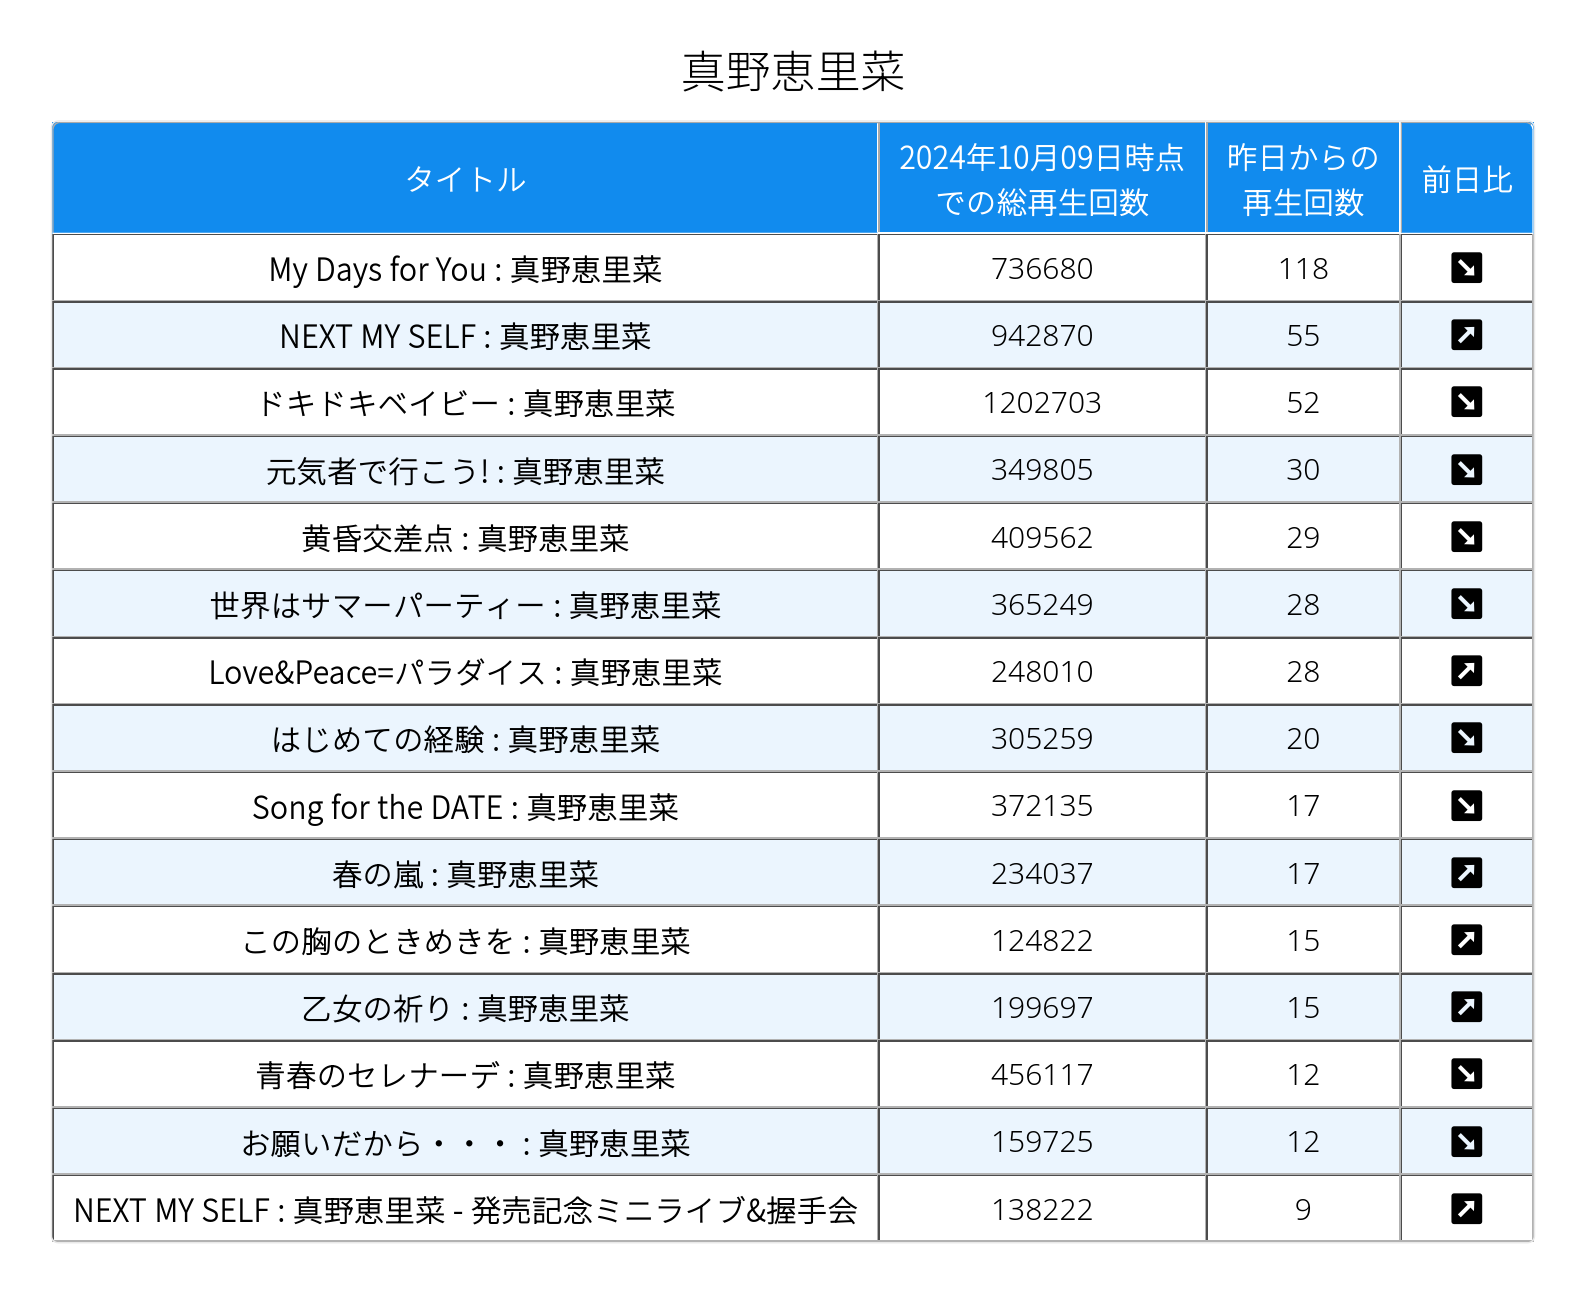 真野恵里菜
タイトル 2024年10月09日時点 昨日からの 前日比
での総再生回数 再生回数
My Days for You : 真野恵里菜 736680 118 ↘
NEXT MY SELF : 真野恵里菜 942870 55 ↗
ドキドキベイビー : 真野恵里菜 1202703 52 ↘
元気者で行こう! : 真野恵里菜 349805 30 ↘
黄昏交差点 : 真野恵里菜 409562 29 ↘
世界はサマーパーティー : 真野恵里菜 365249 28 ↘
Love&Peace=パラダイス : 真野恵里菜 248010 28 ↗
はじめての経験 : 真野恵里菜 305259 20 ↘
Song for the DATE : 真野恵里菜 372135 17 ↘
春の嵐 : 真野恵里菜 234037 17 ↗
この胸のときめきを : 真野恵里菜 124822 15 ↗
乙女の祈り : 真野恵里菜 199697 15 ↗
青春のセレナーデ : 真野恵里菜 456117 12 ↘
お願いだから・・・ : 真野恵里菜 159725 12 ↘
NEXT MY SELF : 真野恵里菜 - 発売記念ミニライブ&握手会 138222 9 ↗